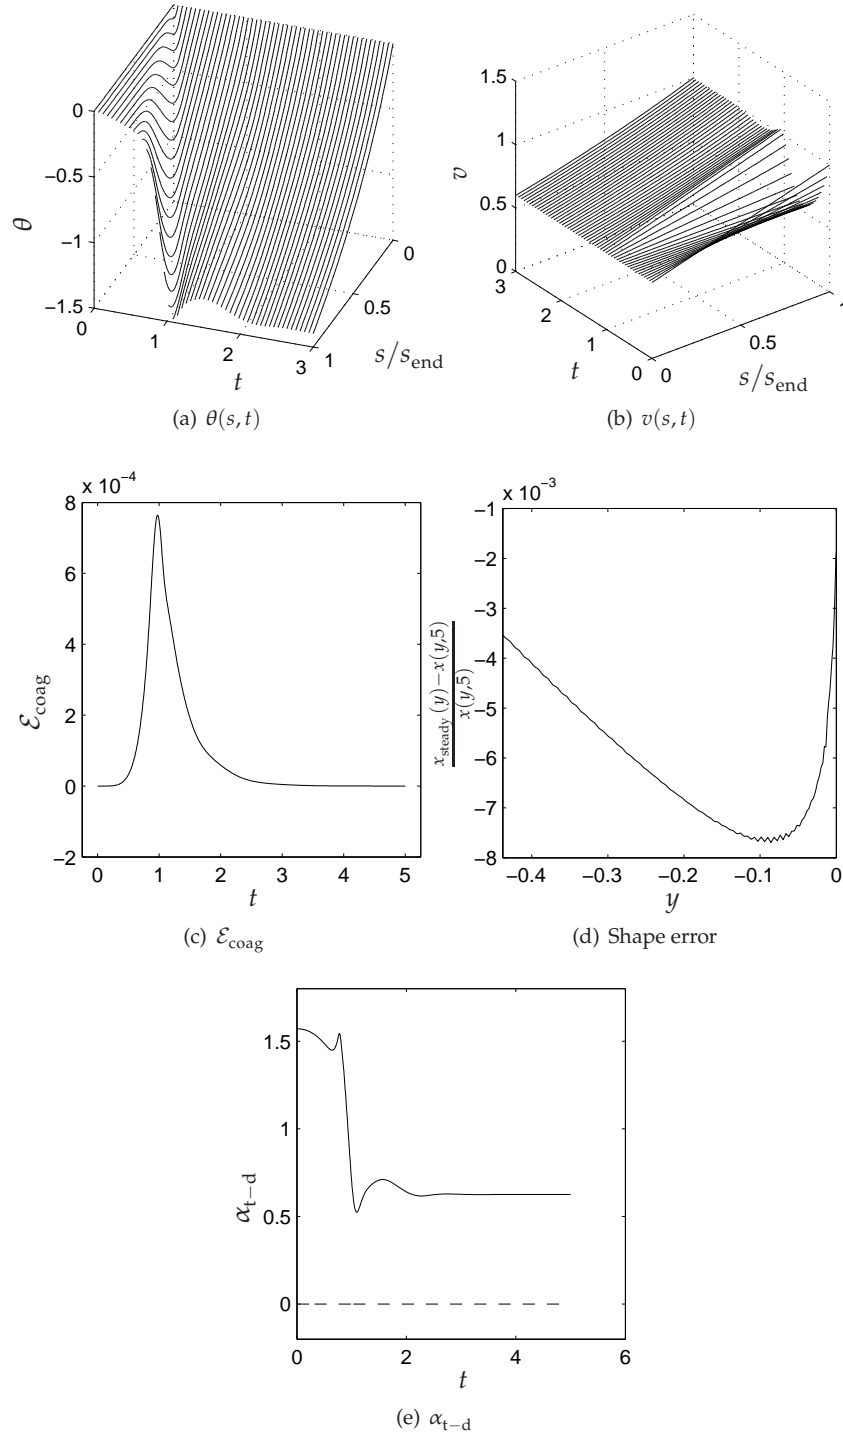 0
−0.5
−1
−1.5
θ
0
1
2
3
t
0
0.5
1
s/s_end
(a) θ(s, t)
1.5
1
0.5
0
v
3
2
1
0
t
0
0.5
1
s/s_end
(b) v(s, t)
x 10⁻⁴
8
6
4
2
0
−2
ℰ_coag
0 1 2 3 4 5
t
(c) ℰ_coag
x 10⁻³
−1
−2
−3
−4
−5
−6
−7
−8
x_steady(y)−x(y,5)
x(y,5)
−0.4 −0.3 −0.2 −0.1 0
y
(d) Shape error
1.5
1
0.5
0
α_t−d
0 2 4 6
t
(e) α_t−d